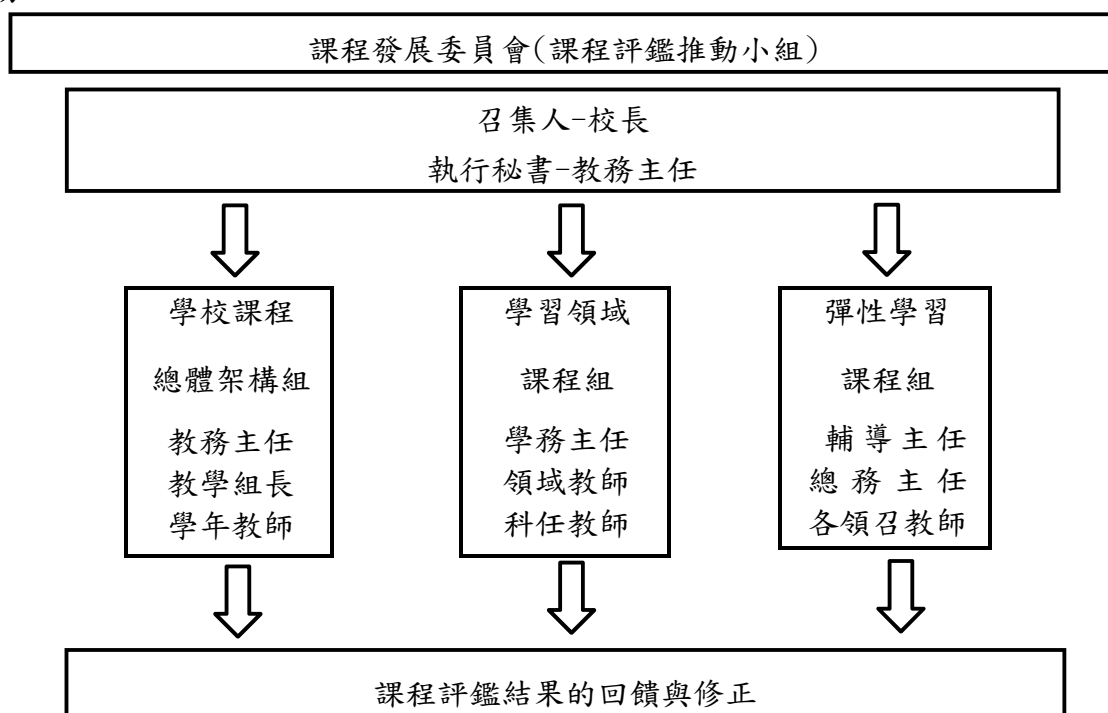 課程發展委員會(課程評鑑推動小組)
召集人-校長
執行秘書-教務主任
學校課程
總體架構組
教務主任
教學組長
學年教師
學習領域
課程組
學務主任
領域教師
科任教師
彈性學習
課程組
輔導主任
總務主任
各領召教師
課程評鑑結果的回饋與修正